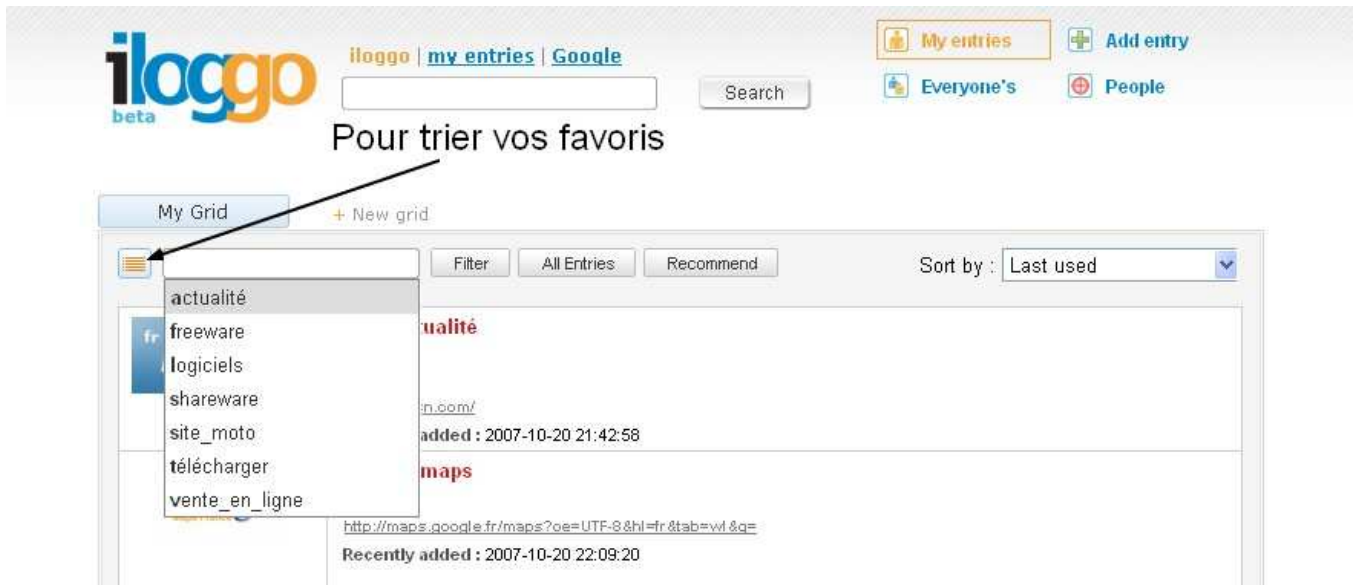 iloggo
beta
iloggo | my entries | Google
Search
My entries
Add entry
Everyone's
People
Pour trier vos favoris
My Grid
+ New grid
Filter
All Entries
Recommend
Sort by : Last used
actualité
freeware
logiciels
shareware
site_moto
télécharger
vente_en_ligne
fr
tualité
n.com/
added : 2007-10-20 21:42:58
maps
http://maps.google.fr/maps?oe=UTF-8&hl=fr&tab=wl&q=
Recently added : 2007-10-20 22:09:20